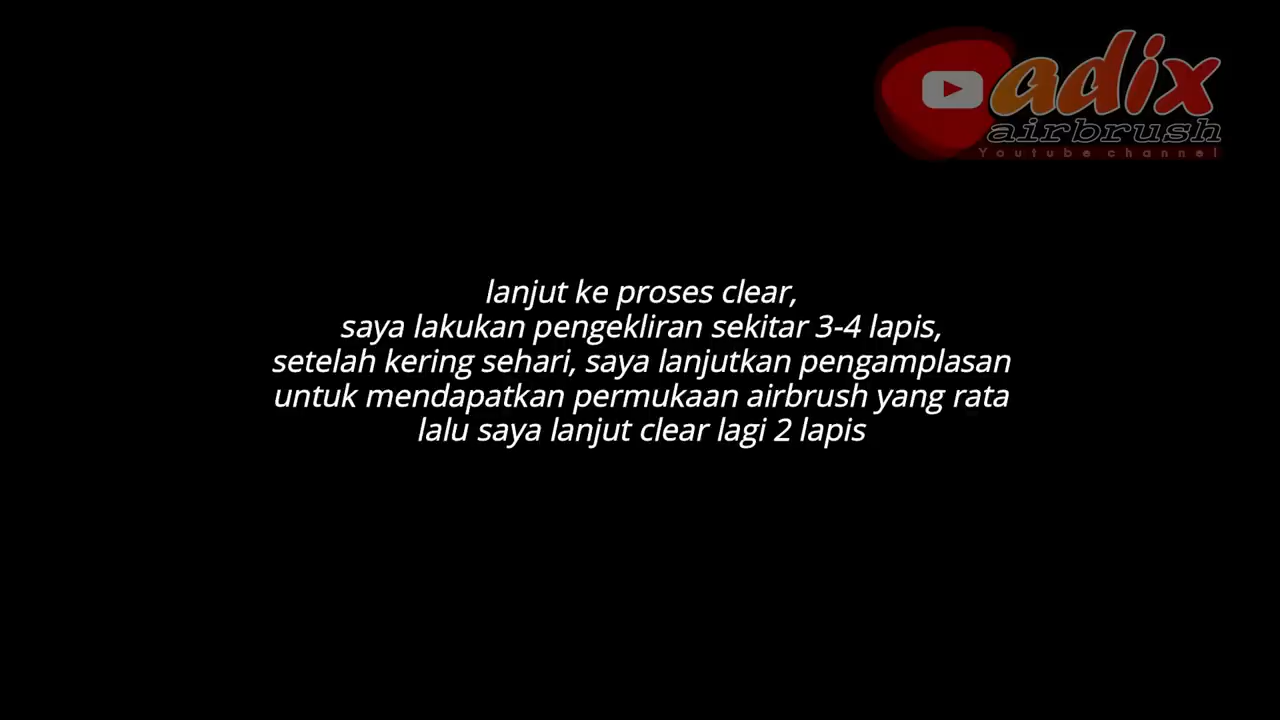 adix
airbrush
Youtube channel
lanjut ke proses clear,
saya lakukan pengekliran sekitar 3-4 lapis,
setelah kering sehari, saya lanjutkan pengamplasan
untuk mendapatkan permukaan airbrush yang rata
lalu saya lanjut clear lagi 2 lapis